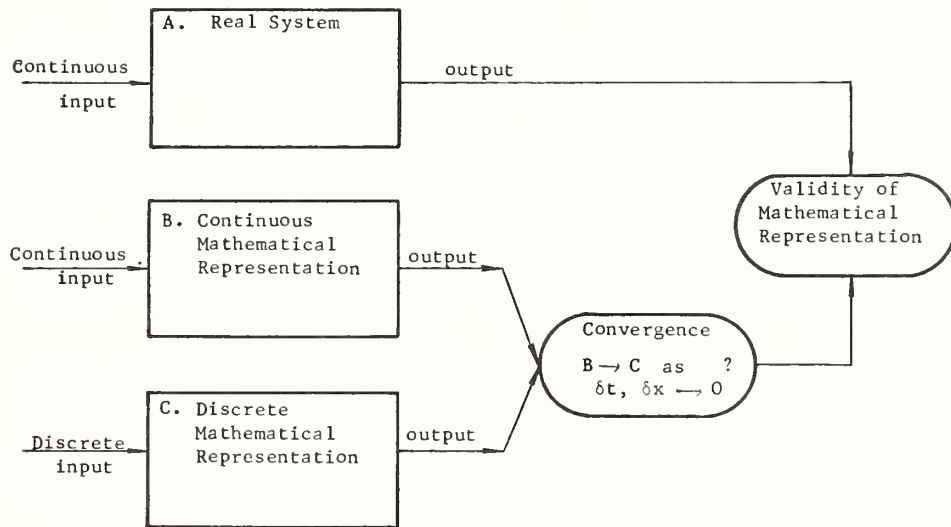 A. Real System
Continuous
input
output
Validity of
Mathematical
Representation
B. Continuous
Mathematical
Representation
Continuous
input
output
Convergence
B → C as ?
δt, δx → 0
C. Discrete
Mathematical
Representation
Discrete
input
output